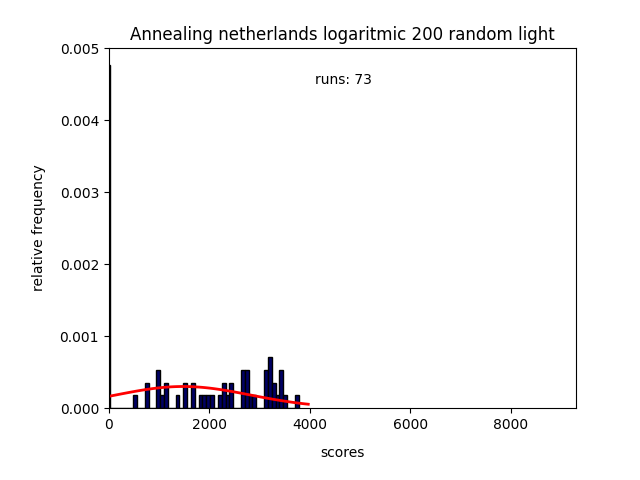 Annealing netherlands logaritmic 200 random light
runs: 73
relative frequency
0.005
0.004
0.003
0.002
0.001
0.000
0 2000 4000 6000 8000
scores